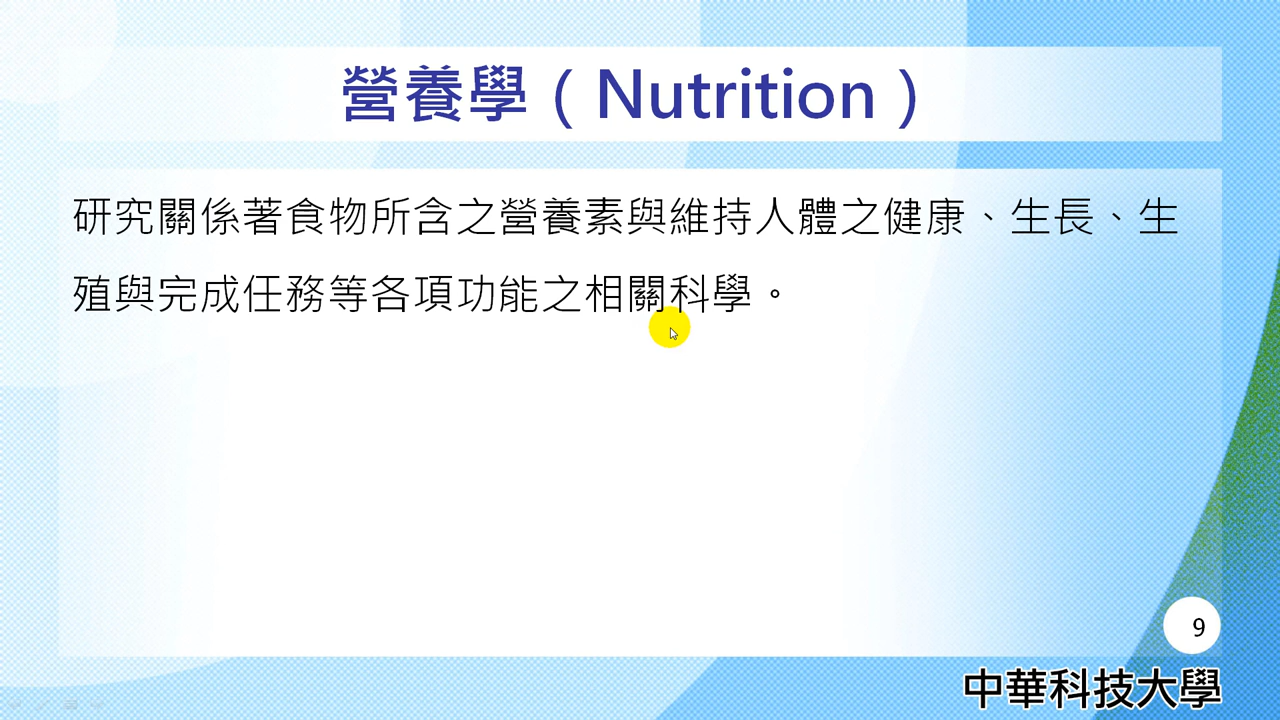 營養學（Nutrition）
研究關係著食物所含之營養素與維持人體之健康、生長、生
殖與完成任務等各項功能之相關科學。
9
中華科技大學